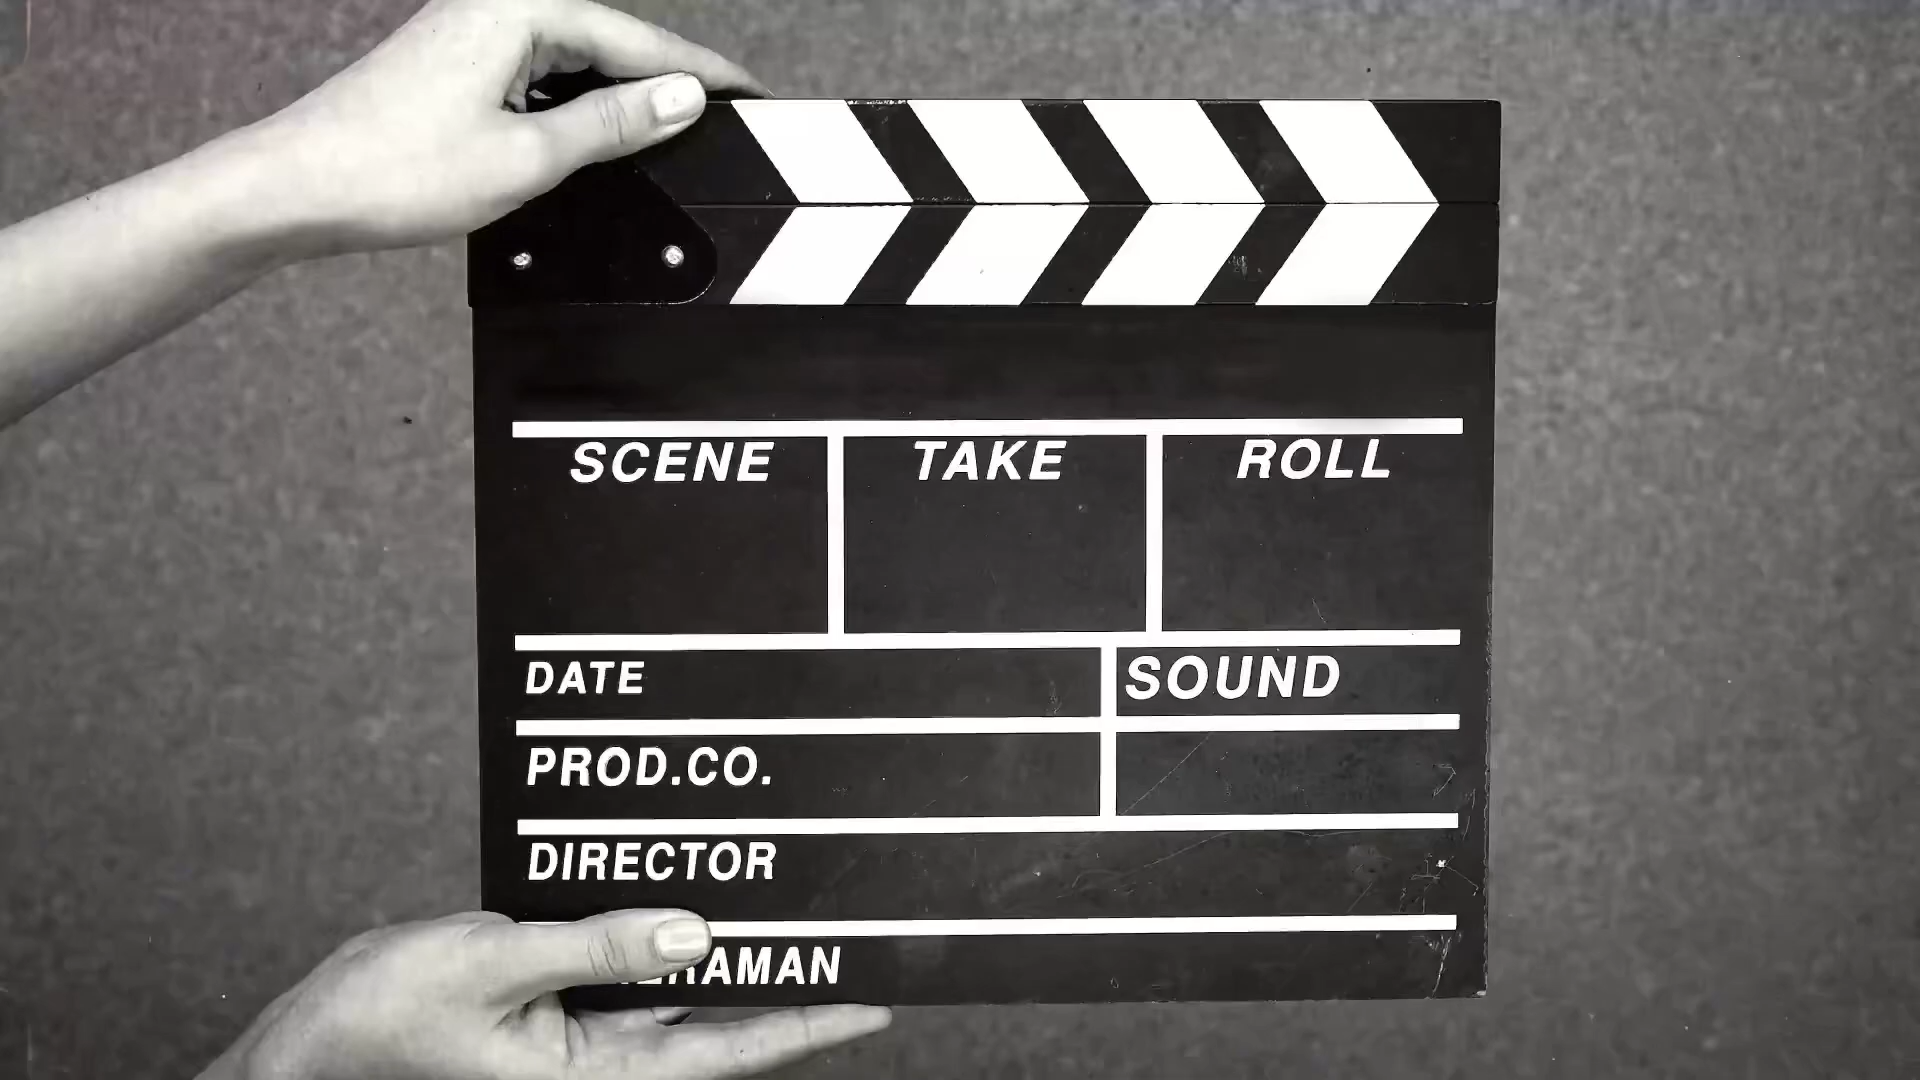 SCENE TAKE ROLL
DATE SOUND
PROD.CO.
DIRECTOR